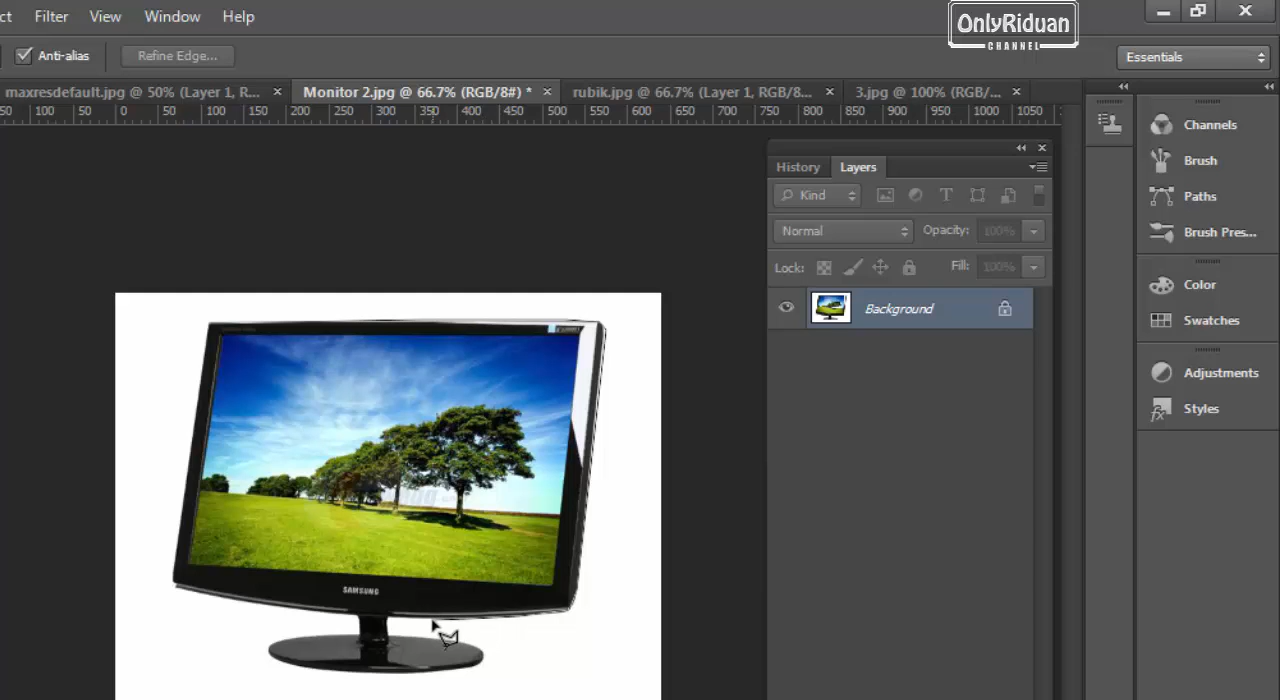 ct Filter View Window Help
OnlyRiduan
CHANNEL
Anti-alias Refine Edge... Essentials
maxresdefault.jpg @ 50% (Layer 1, R... Monitor 2.jpg @ 66.7% (RGB/8#) * rubik.jpg @ 66.7% (Layer 1, RGB/8... 3.jpg @ 100% (RGB/...
50 100 0 50 100 150 200 250 300 350 400 450 500 550 600 650 700 750 800 850 900 950 1000 1050
History Layers
Kind
Normal Opacity: 100%
Lock: Fill: 100%
Background
Channels
Brush
Paths
Brush Pres...
Color
Swatches
Adjustments
Styles
SAMSUNG